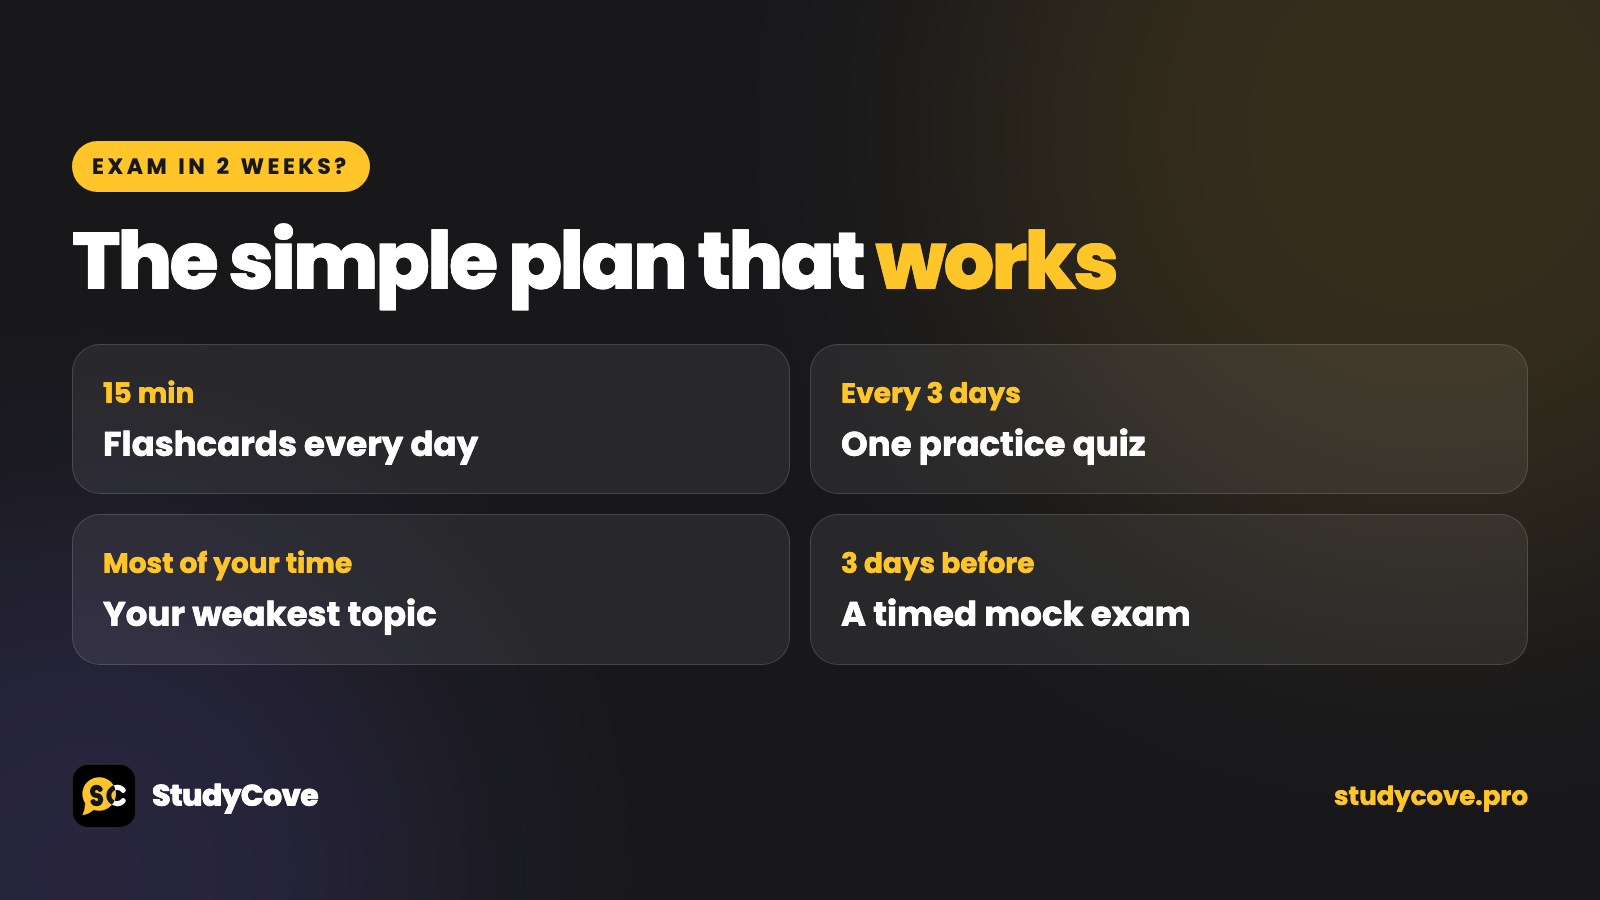 EXAM IN 2 WEEKS?
The simple plan that works
15 min
Flashcards every day
Every 3 days
One practice quiz
Most of your time
Your weakest topic
3 days before
A timed mock exam
SC
StudyCove
studycove.pro